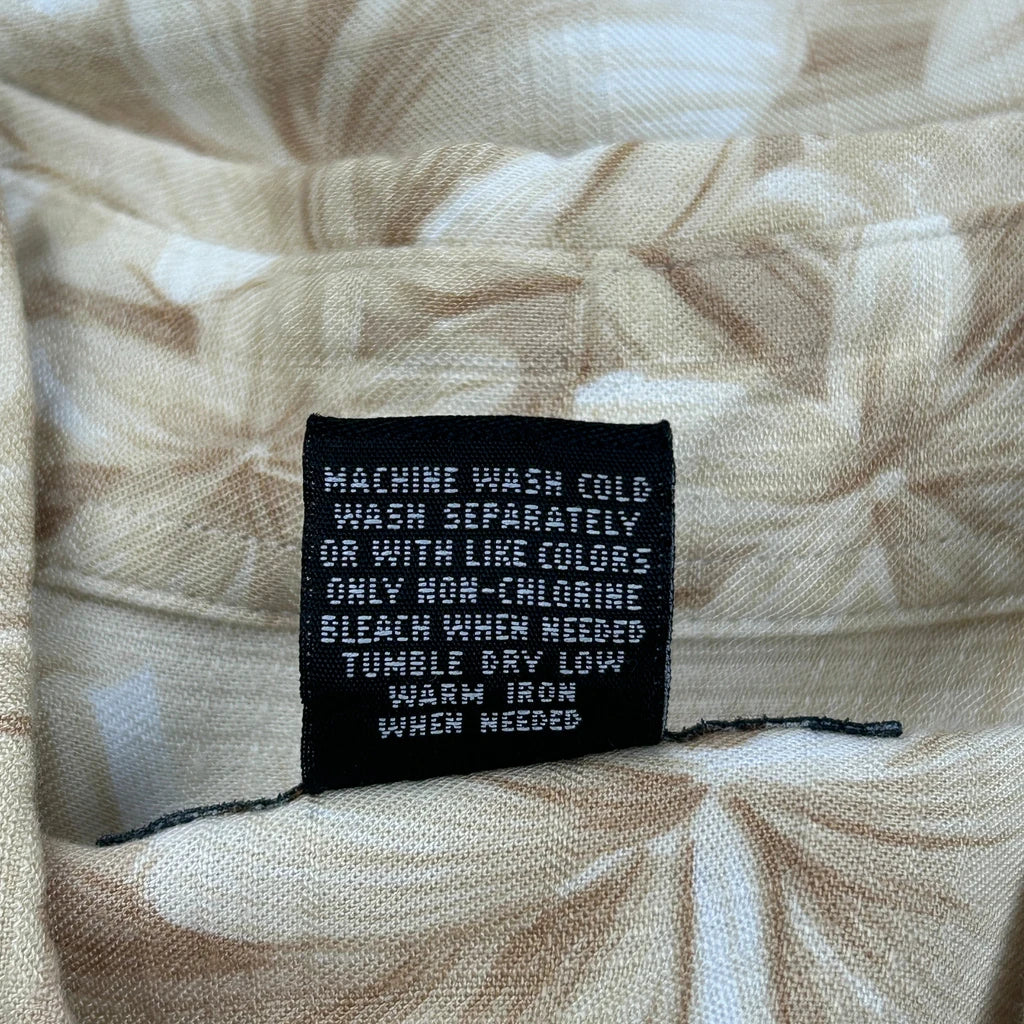 MACHINE WASH COLD
WASH SEPARATELY
OR WITH LIKE COLORS
ONLY NON-CHLORINE
BLEACH WHEN NEEDED
TUMBLE DRY LOW
WARM IRON
WHEN NEEDED